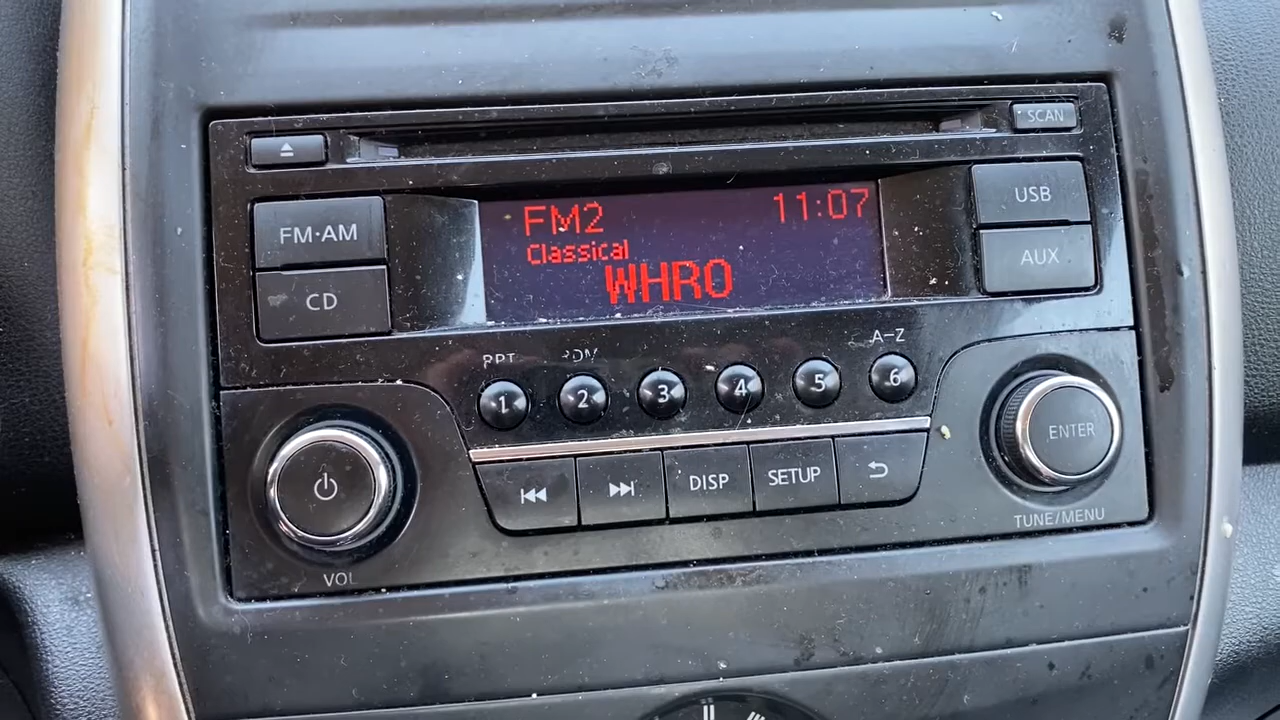 SCAN
FM·AM
CD
FM2 11:07
Classical
WHRO
USB
AUX
RPT RDM A-Z
1 2 3 4 5 6
DISP SETUP
ENTER
TUNE/MENU
VOL